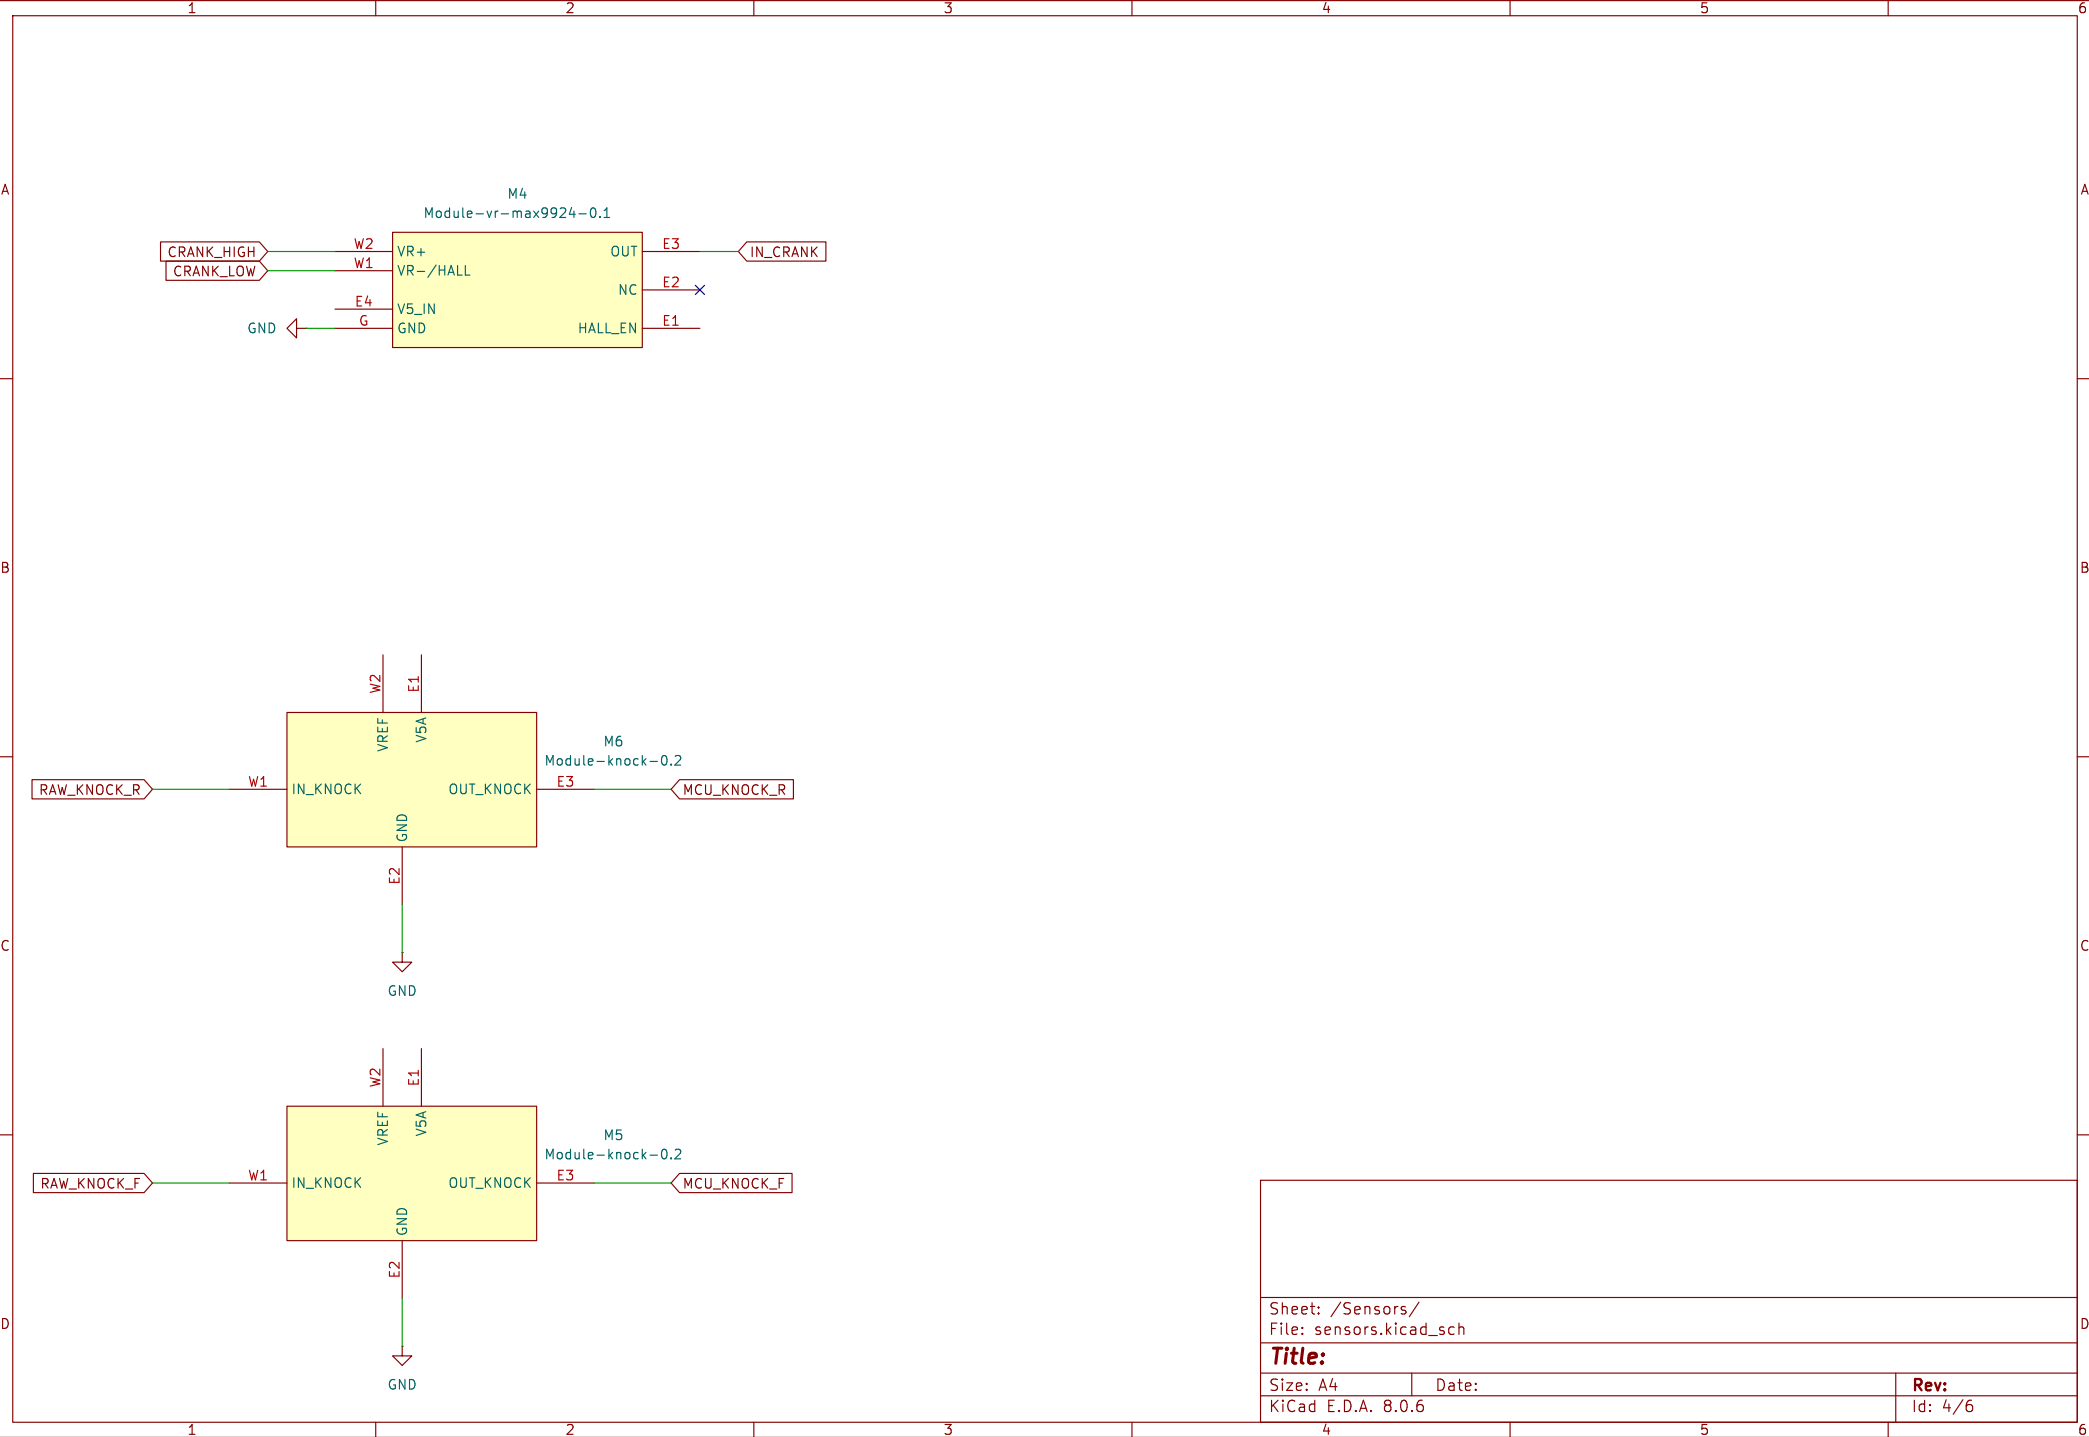 1 2 3 4 5 6
A A
M4
Module-vr-max9924-0.1
CRANK_HIGH W2 VR+ OUT E3 IN_CRANK
CRANK_LOW W1 VR-/HALL
NC E2
E4 V5_IN
GND G GND HALL_EN E1
B B
W2 E1
VREF V5A
M6
Module-knock-0.2
RAW_KNOCK_R W1 IN_KNOCK OUT_KNOCK E3 MCU_KNOCK_R
GND
E2
C C
GND
W2 E1
VREF V5A
M5
Module-knock-0.2
RAW_KNOCK_F W1 IN_KNOCK OUT_KNOCK E3 MCU_KNOCK_F
GND
E2
Sheet: /Sensors/
D D
File: sensors.kicad_sch
Title:
GND
Size: A4 Date: Rev:
KiCad E.D.A. 8.0.6 Id: 4/6
1 2 3 4 5 6